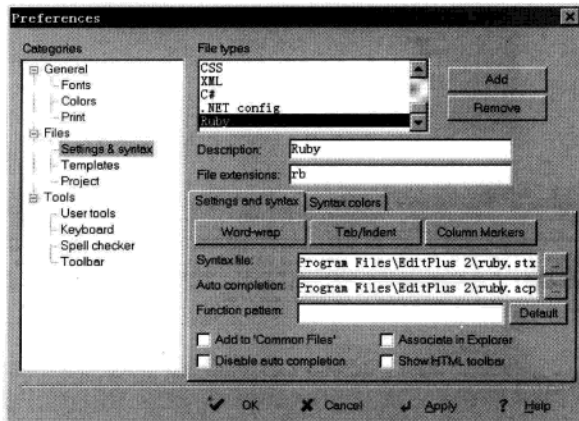 Preferences
Categories
General
Fonts
Colors
Print
Files
Settings & syntax
Templates
Project
Tools
User tools
Keyboard
Spell checker
Toolbar
File types
CSS
XML
C#
.NET config
Ruby
Add
Remove
Description: Ruby
File extensions: rb
Settings and syntax Syntax colors
Word-wrap Tab/Indent Column Markers
Syntax file: Program Files\EditPlus 2\ruby.stx ...
Auto completion: Program Files\EditPlus 2\ruby.acp ...
Function pattern: Default
Add to 'Common Files' Associate in Explorer
Disable auto completion Show HTML toolbar
OK Cancel Apply ? Help